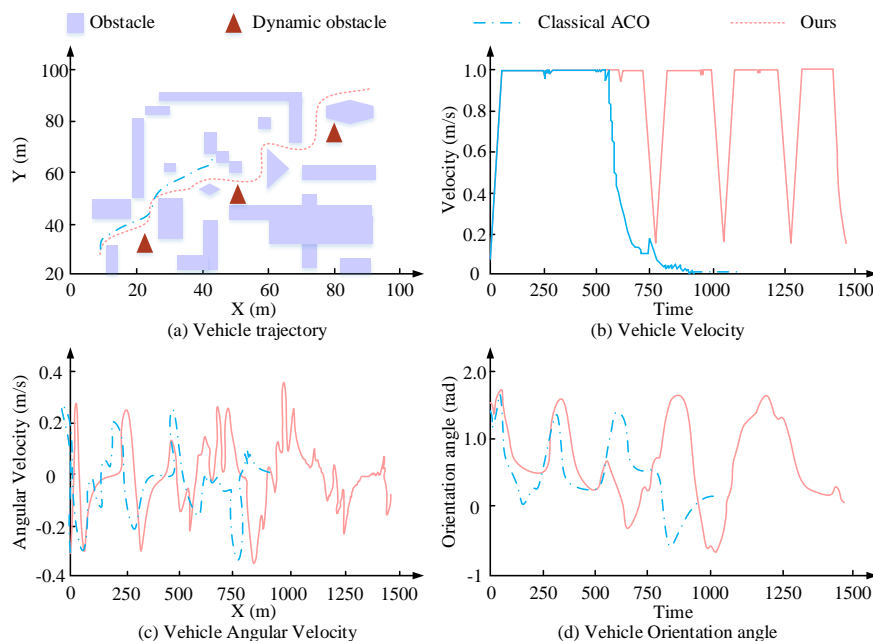 Obstacle Dynamic obstacle Classical ACO Ours
100
80
60
40
20
Y (m)
0 20 40 60 80 100
X (m)
(a) Vehicle trajectory
1.0
0.8
0.6
0.4
0.2
0
Velocity (m/s)
0 250 500 750 1000 1250 1500
Time
(b) Vehicle Velocity
0.4
0.2
0
-0.2
-0.4
Angular Velocity (m/s)
0 250 500 750 1000 1250 1500
X (m)
(c) Vehicle Angular Velocity
2.0
1.0
0
-1
Orientation angle (rad)
0 250 500 750 1000 1250 1500
Time
(d) Vehicle Orientation angle